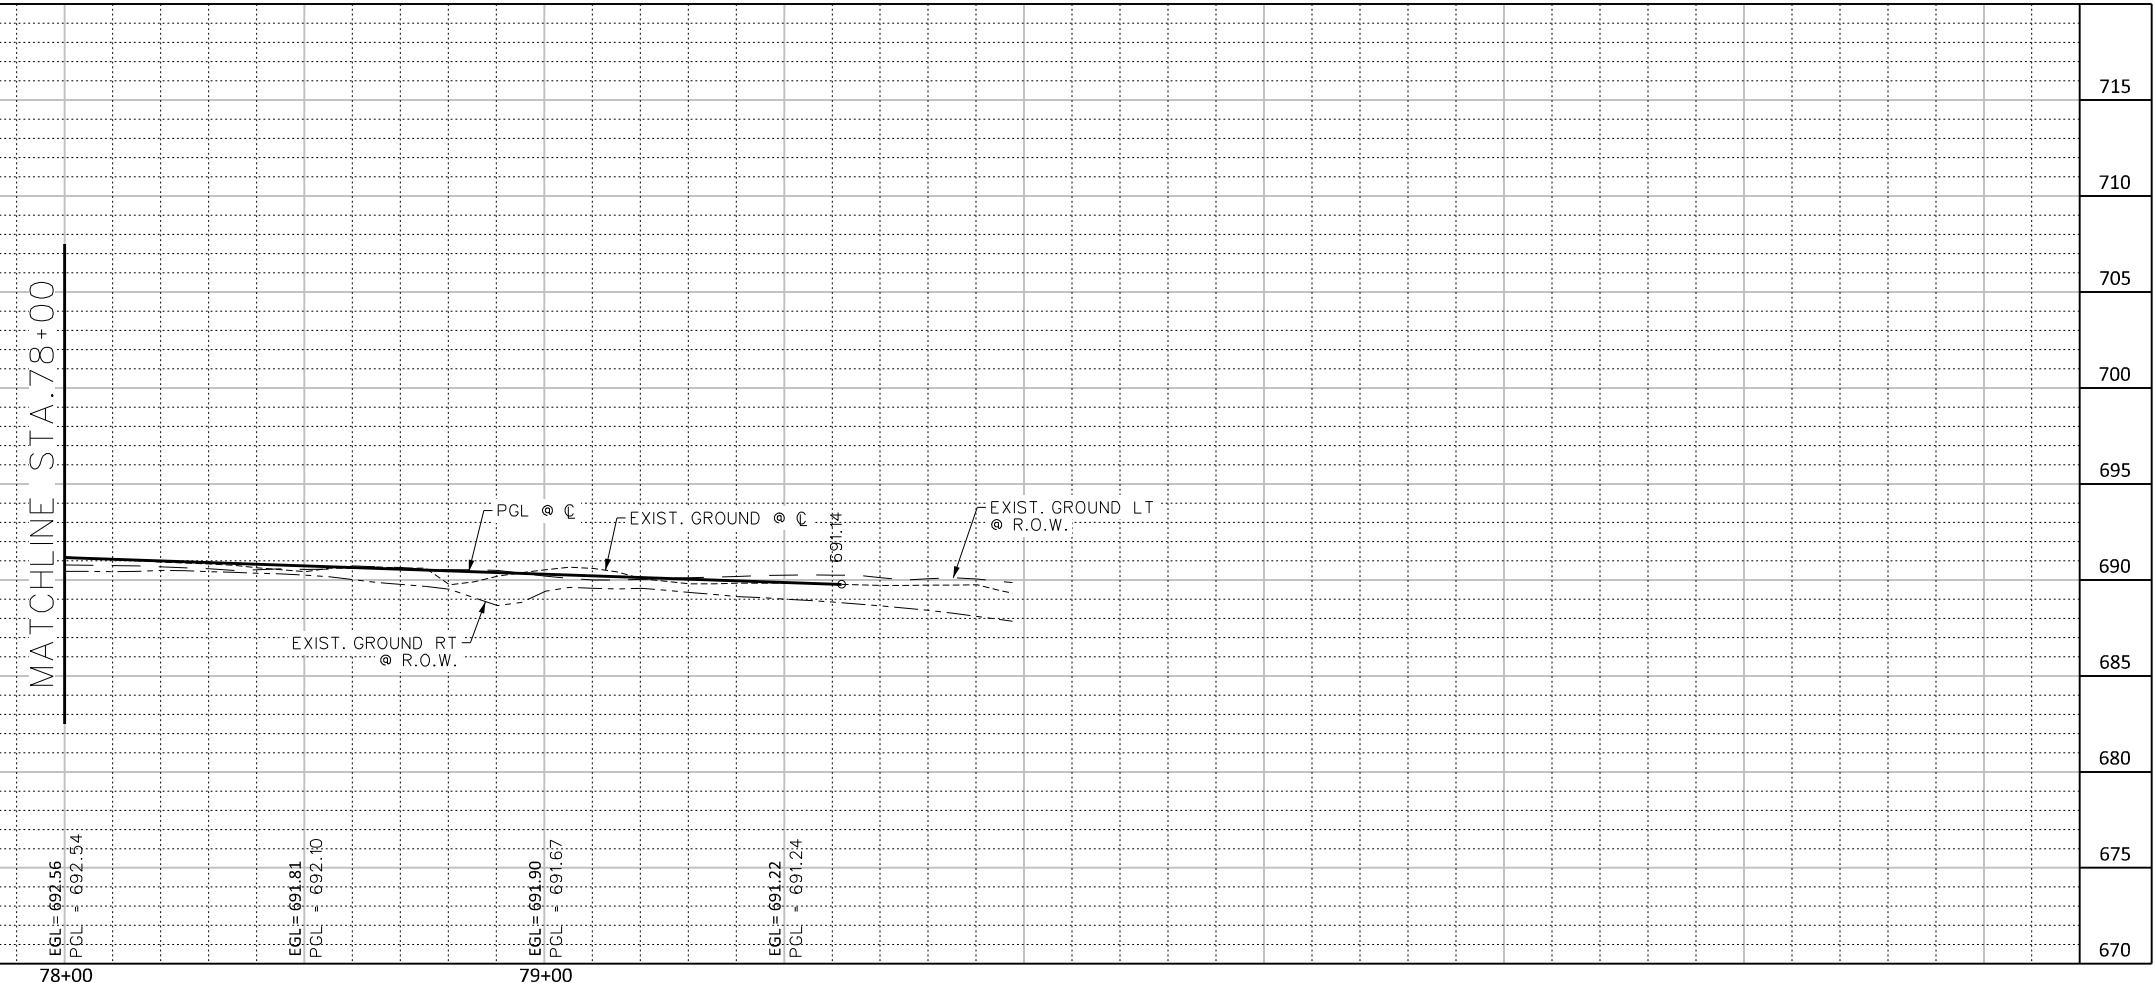 715
710
705
700
695
690
685
680
675
670
MATCHLINE STA.78+00
PGL @ ℄
EXIST. GROUND @ ℄
691.14
EXIST. GROUND LT
@ R.O.W.
EXIST. GROUND RT
@ R.O.W.
EGL = 692.56
PGL = 692.54
EGL = 691.81
PGL = 692.10
EGL = 691.90
PGL = 691.67
EGL = 691.22
PGL = 691.24
78+00
79+00